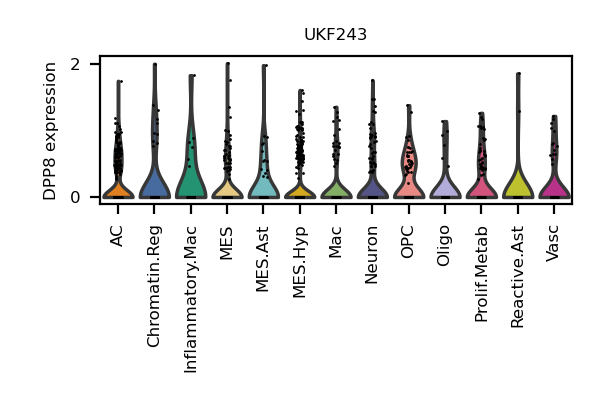 UKF243
DPP8 expression
2
0
AC
Chromatin.Reg
Inflammatory.Mac
MES
MES.Ast
MES.Hyp
Mac
Neuron
OPC
Oligo
Prolif.Metab
Reactive.Ast
Vasc